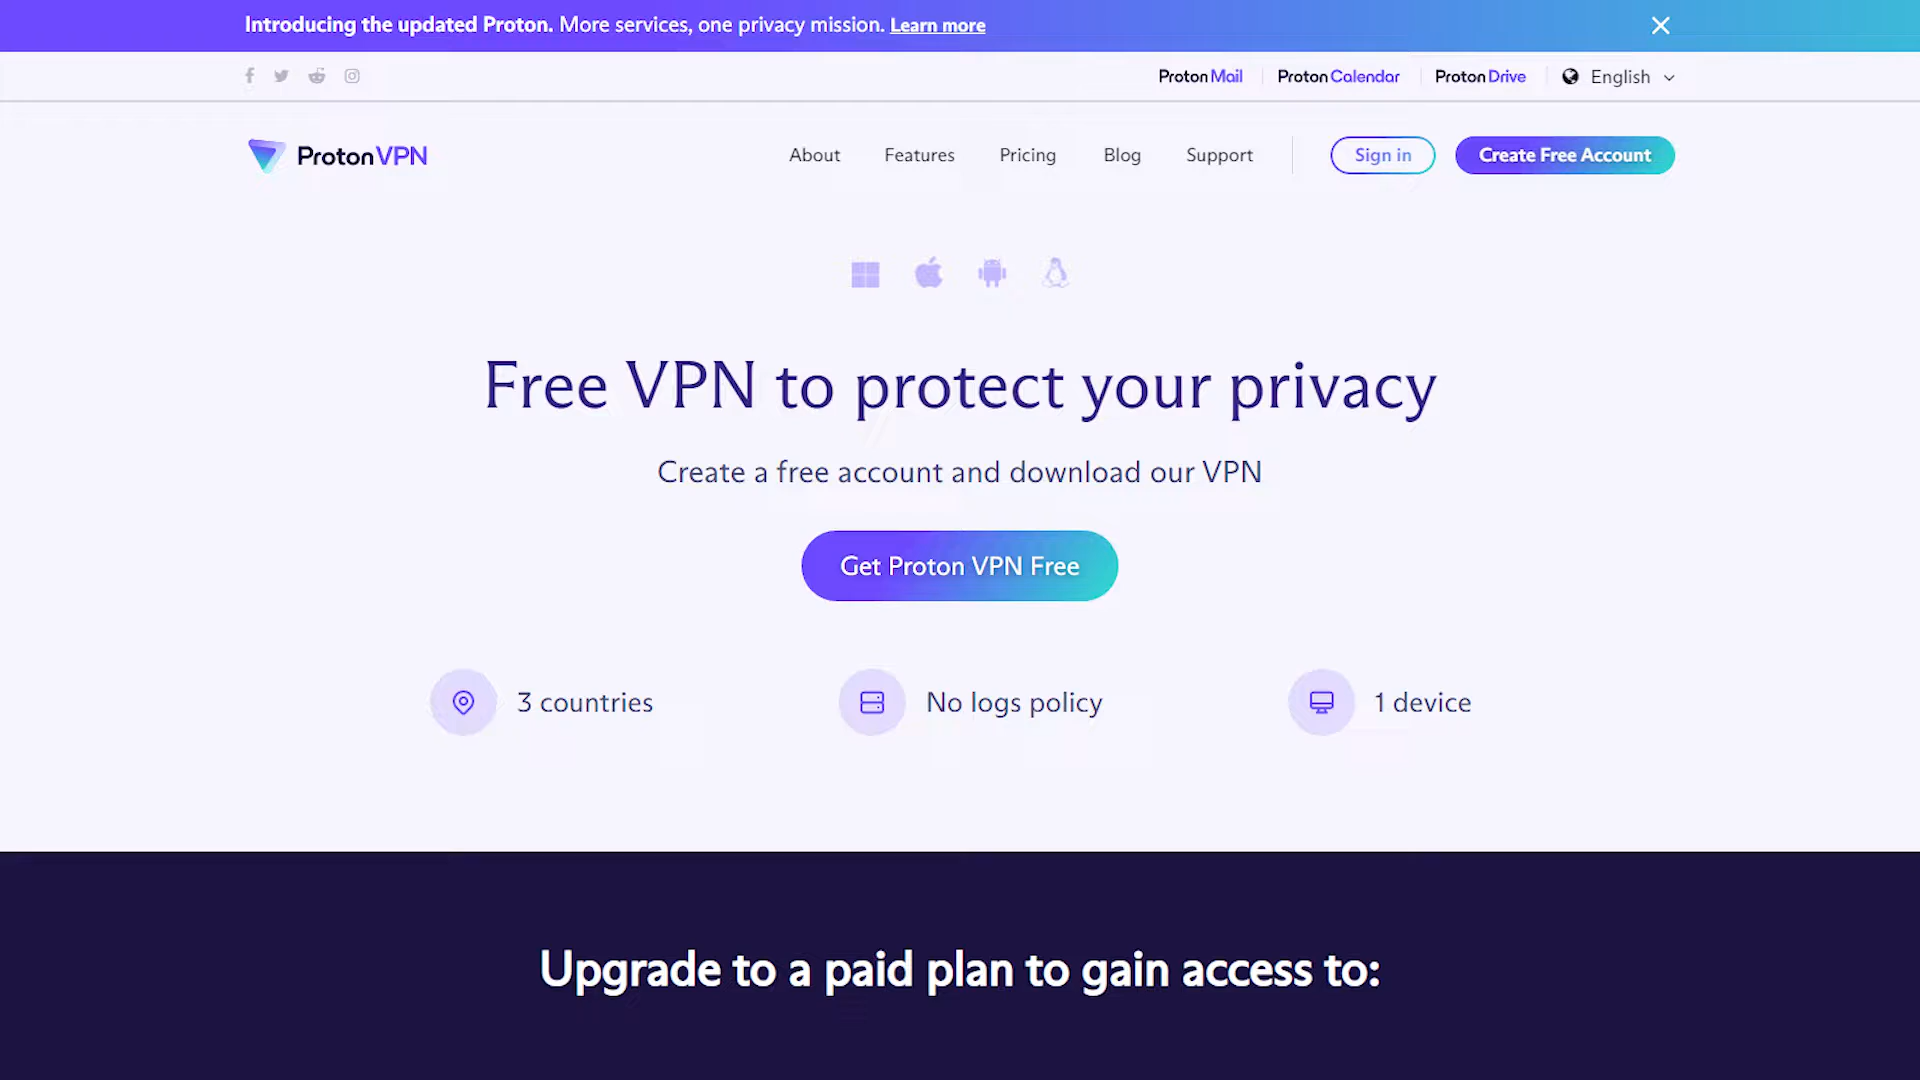 Introducing the updated Proton. More services, one privacy mission. Learn more
Proton Mail
Proton Calendar
Proton Drive
English
Proton VPN
About
Features
Pricing
Blog
Support
Sign in
Create Free Account
Free VPN to protect your privacy
Create a free account and download our VPN
Get Proton VPN Free
3 countries
No logs policy
1 device
Upgrade to a paid plan to gain access to: